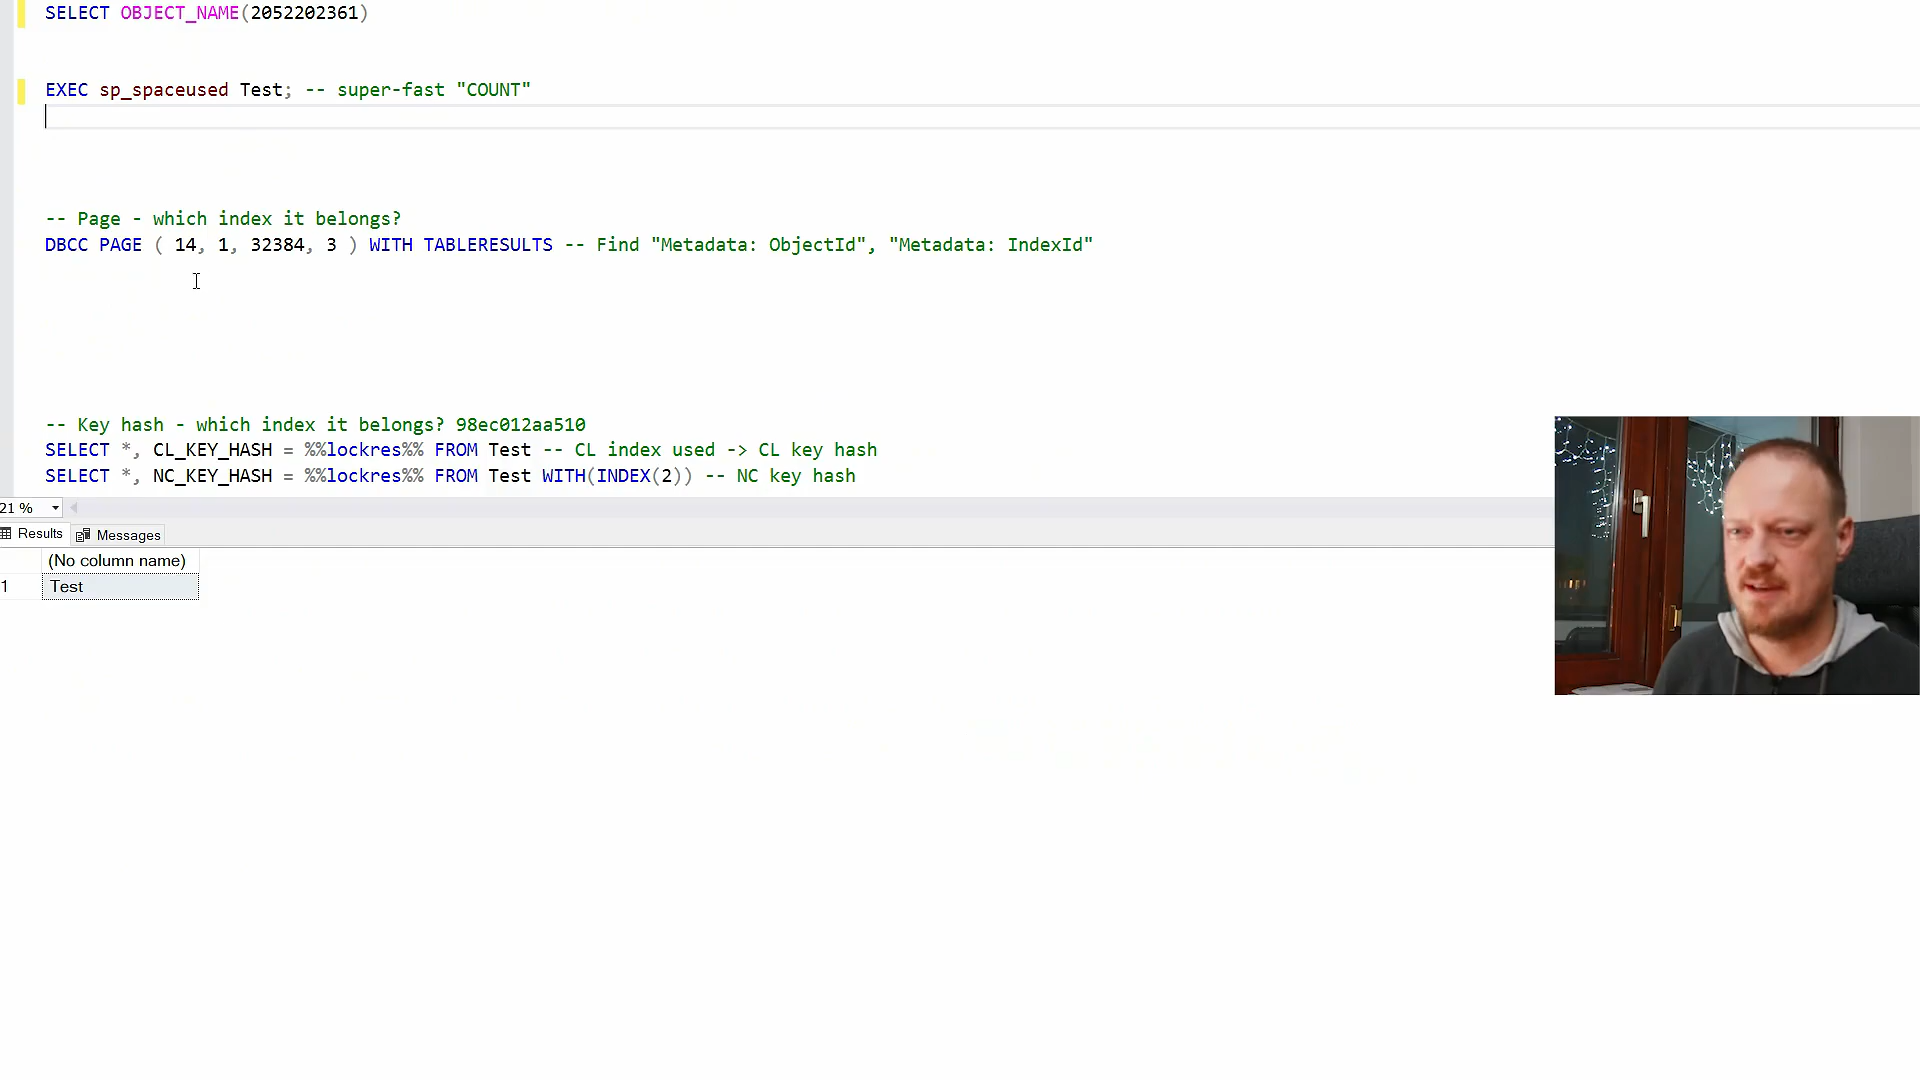 SELECT OBJECT_NAME(2052202361)
EXEC sp_spaceused Test; -- super-fast "COUNT"
-- Page - which index it belongs?
DBCC PAGE ( 14, 1, 32384, 3 ) WITH TABLERESULTS -- Find "Metadata: ObjectId", "Metadata: IndexId"
-- Key hash - which index it belongs? 98ec012aa510
SELECT *, CL_KEY_HASH = %%lockres%% FROM Test -- CL index used -> CL key hash
SELECT *, NC_KEY_HASH = %%lockres%% FROM Test WITH(INDEX(2)) -- NC key hash
21 %
Results Messages
(No column name)
1 Test